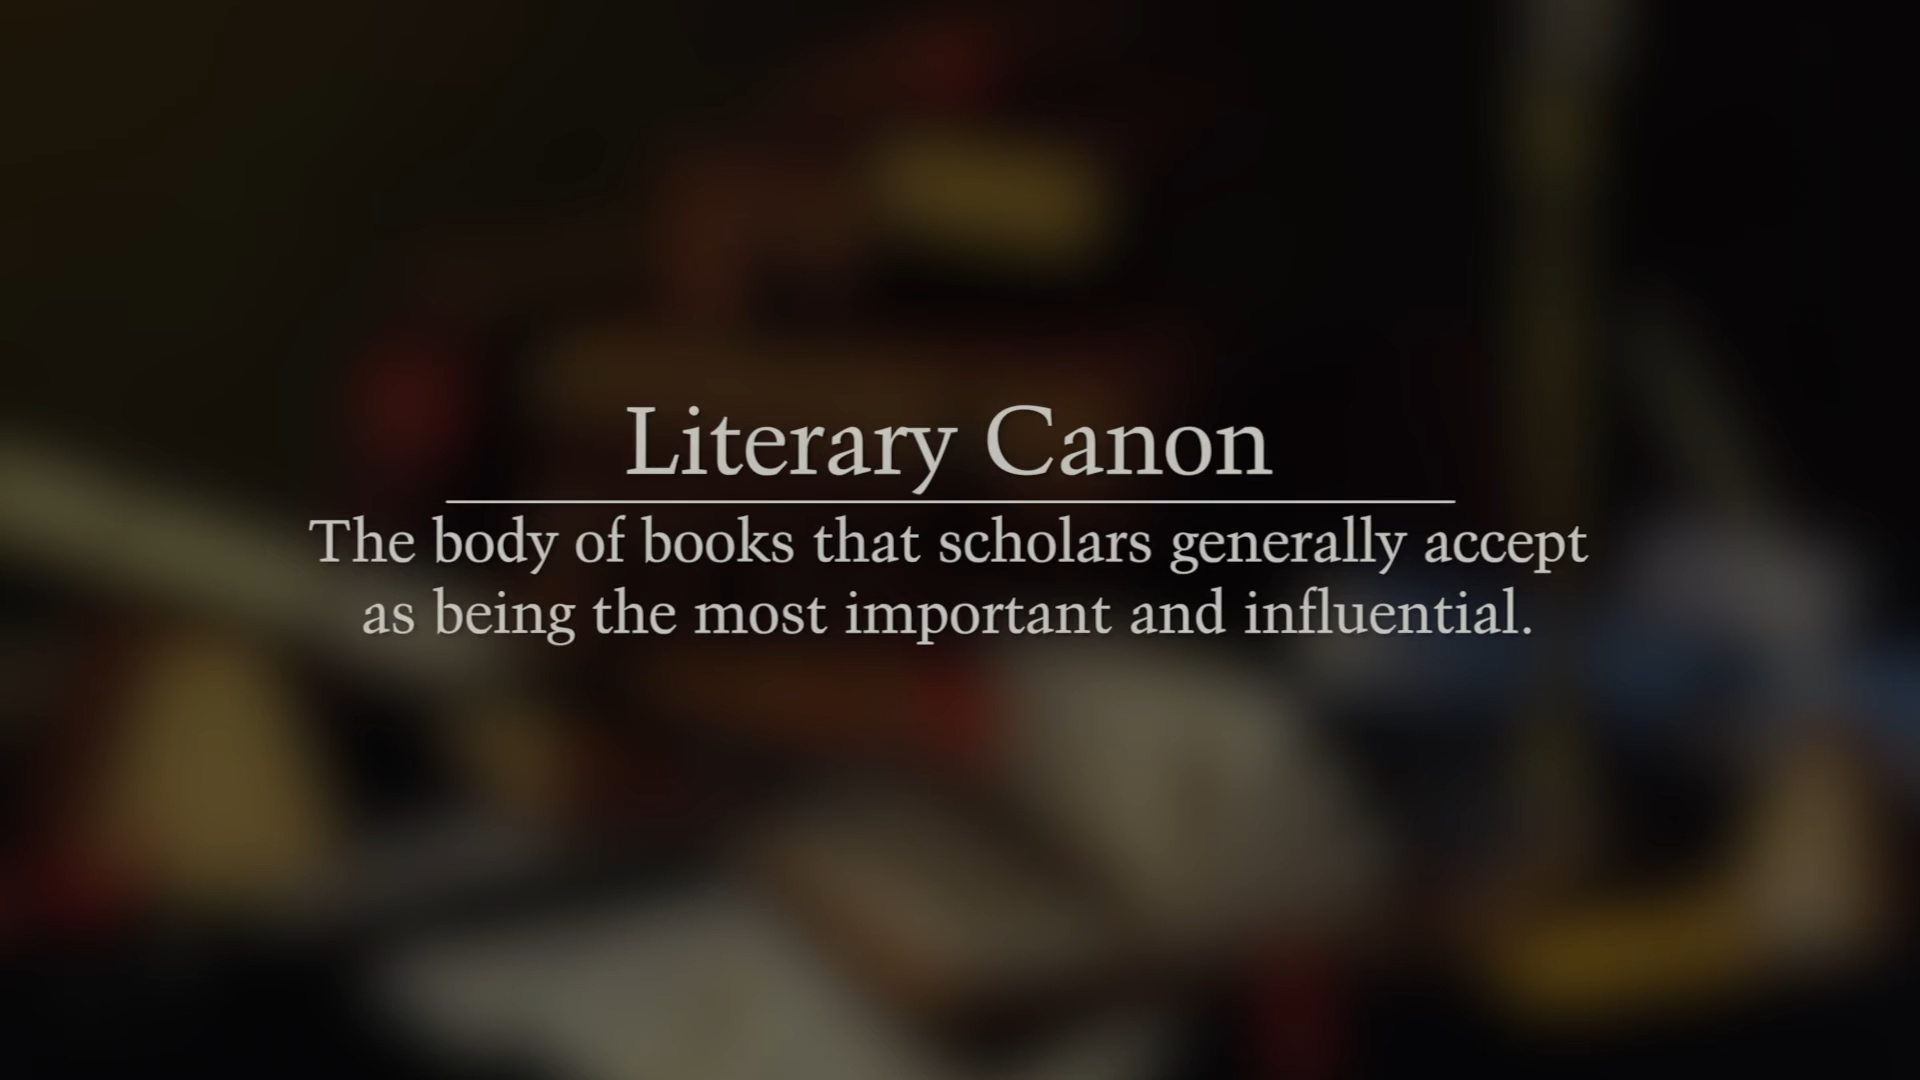 Literary Canon
The body of books that scholars generally accept
as being the most important and influential.